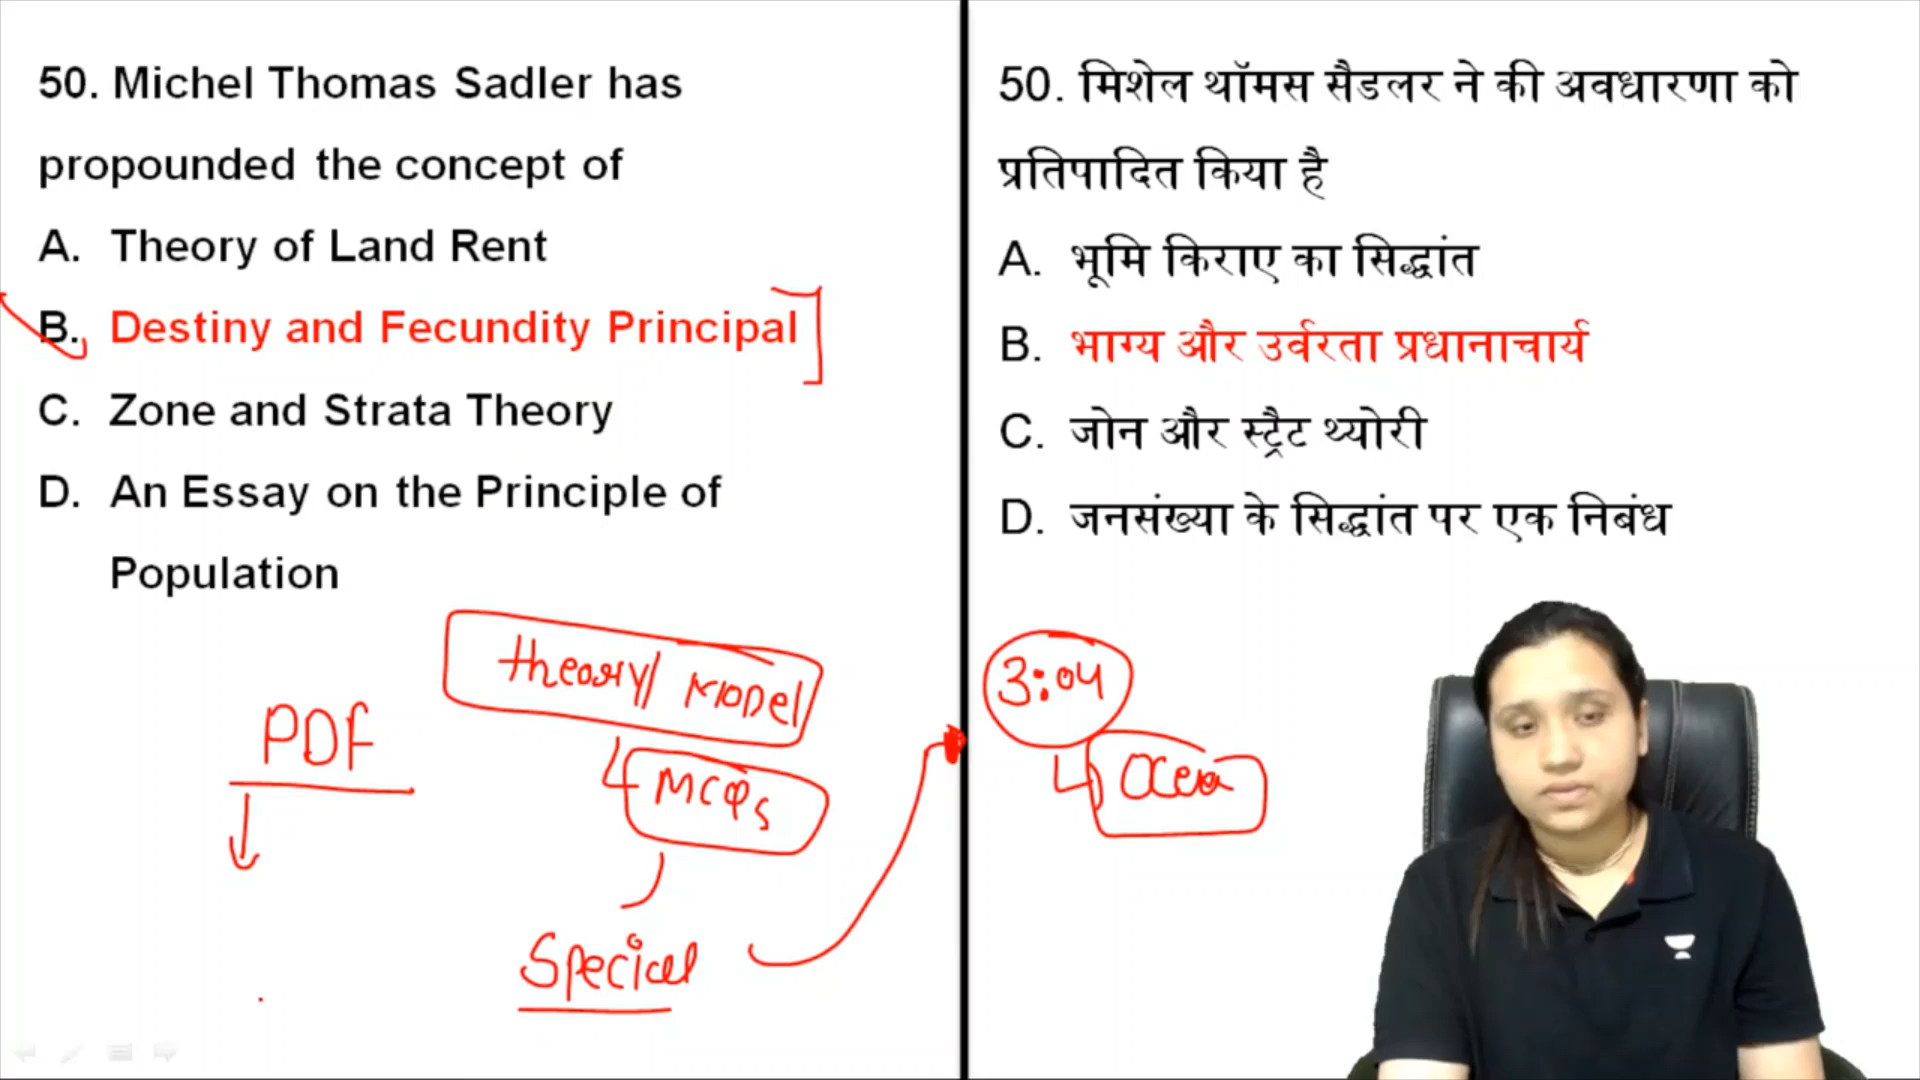 50. Michel Thomas Sadler has
propounded the concept of
A. Theory of Land Rent
B. Destiny and Fecundity Principal
C. Zone and Strata Theory
D. An Essay on the Principle of
Population
theory/ Model
PDF
MCQs
Special
50. मिशेल थॉमस सैडलर ने की अवधारणा को
प्रतिपादित किया है
A. भूमि किराए का सिद्धांत
B. भाग्य और उर्वरता प्रधानाचार्य
C. जोन और स्ट्रैट थ्योरी
D. जनसंख्या के सिद्धांत पर एक निबंध
3:04